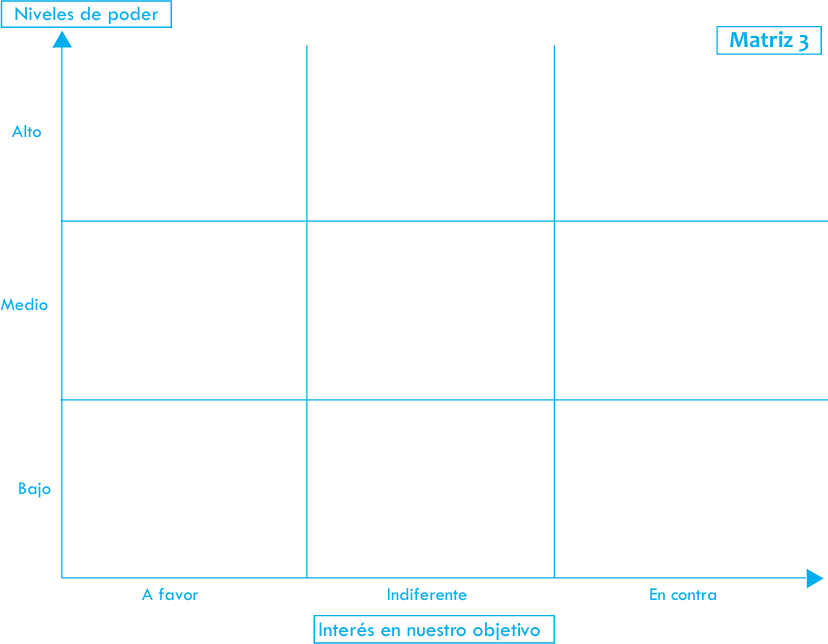 Niveles de poder
Matriz 3
Alto
Medio
Bajo
A favor
Indiferente
En contra
Interés en nuestro objetivo